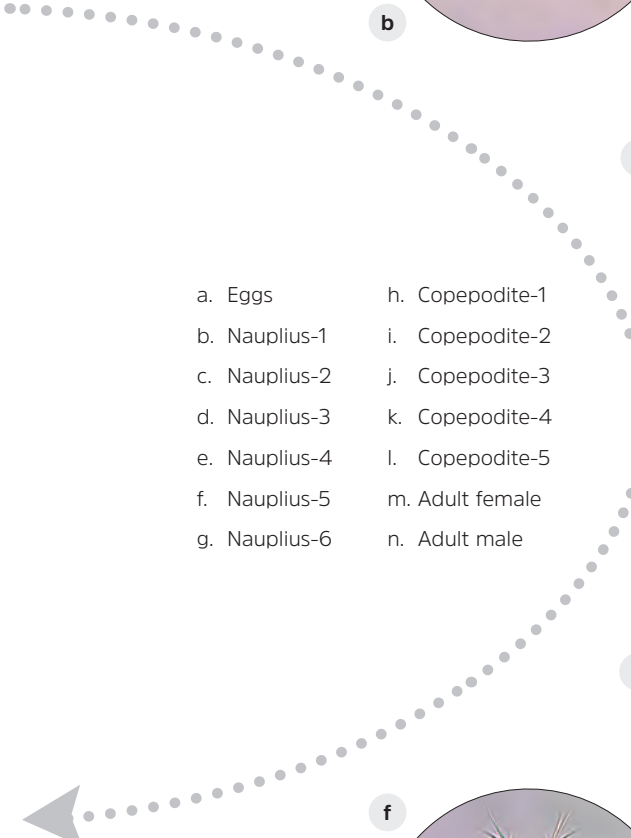 b
a. Eggs
b. Nauplius-1
c. Nauplius-2
d. Nauplius-3
e. Nauplius-4
f. Nauplius-5
g. Nauplius-6
h. Copepodite-1
i. Copepodite-2
j. Copepodite-3
k. Copepodite-4
l. Copepodite-5
m. Adult female
n. Adult male
f